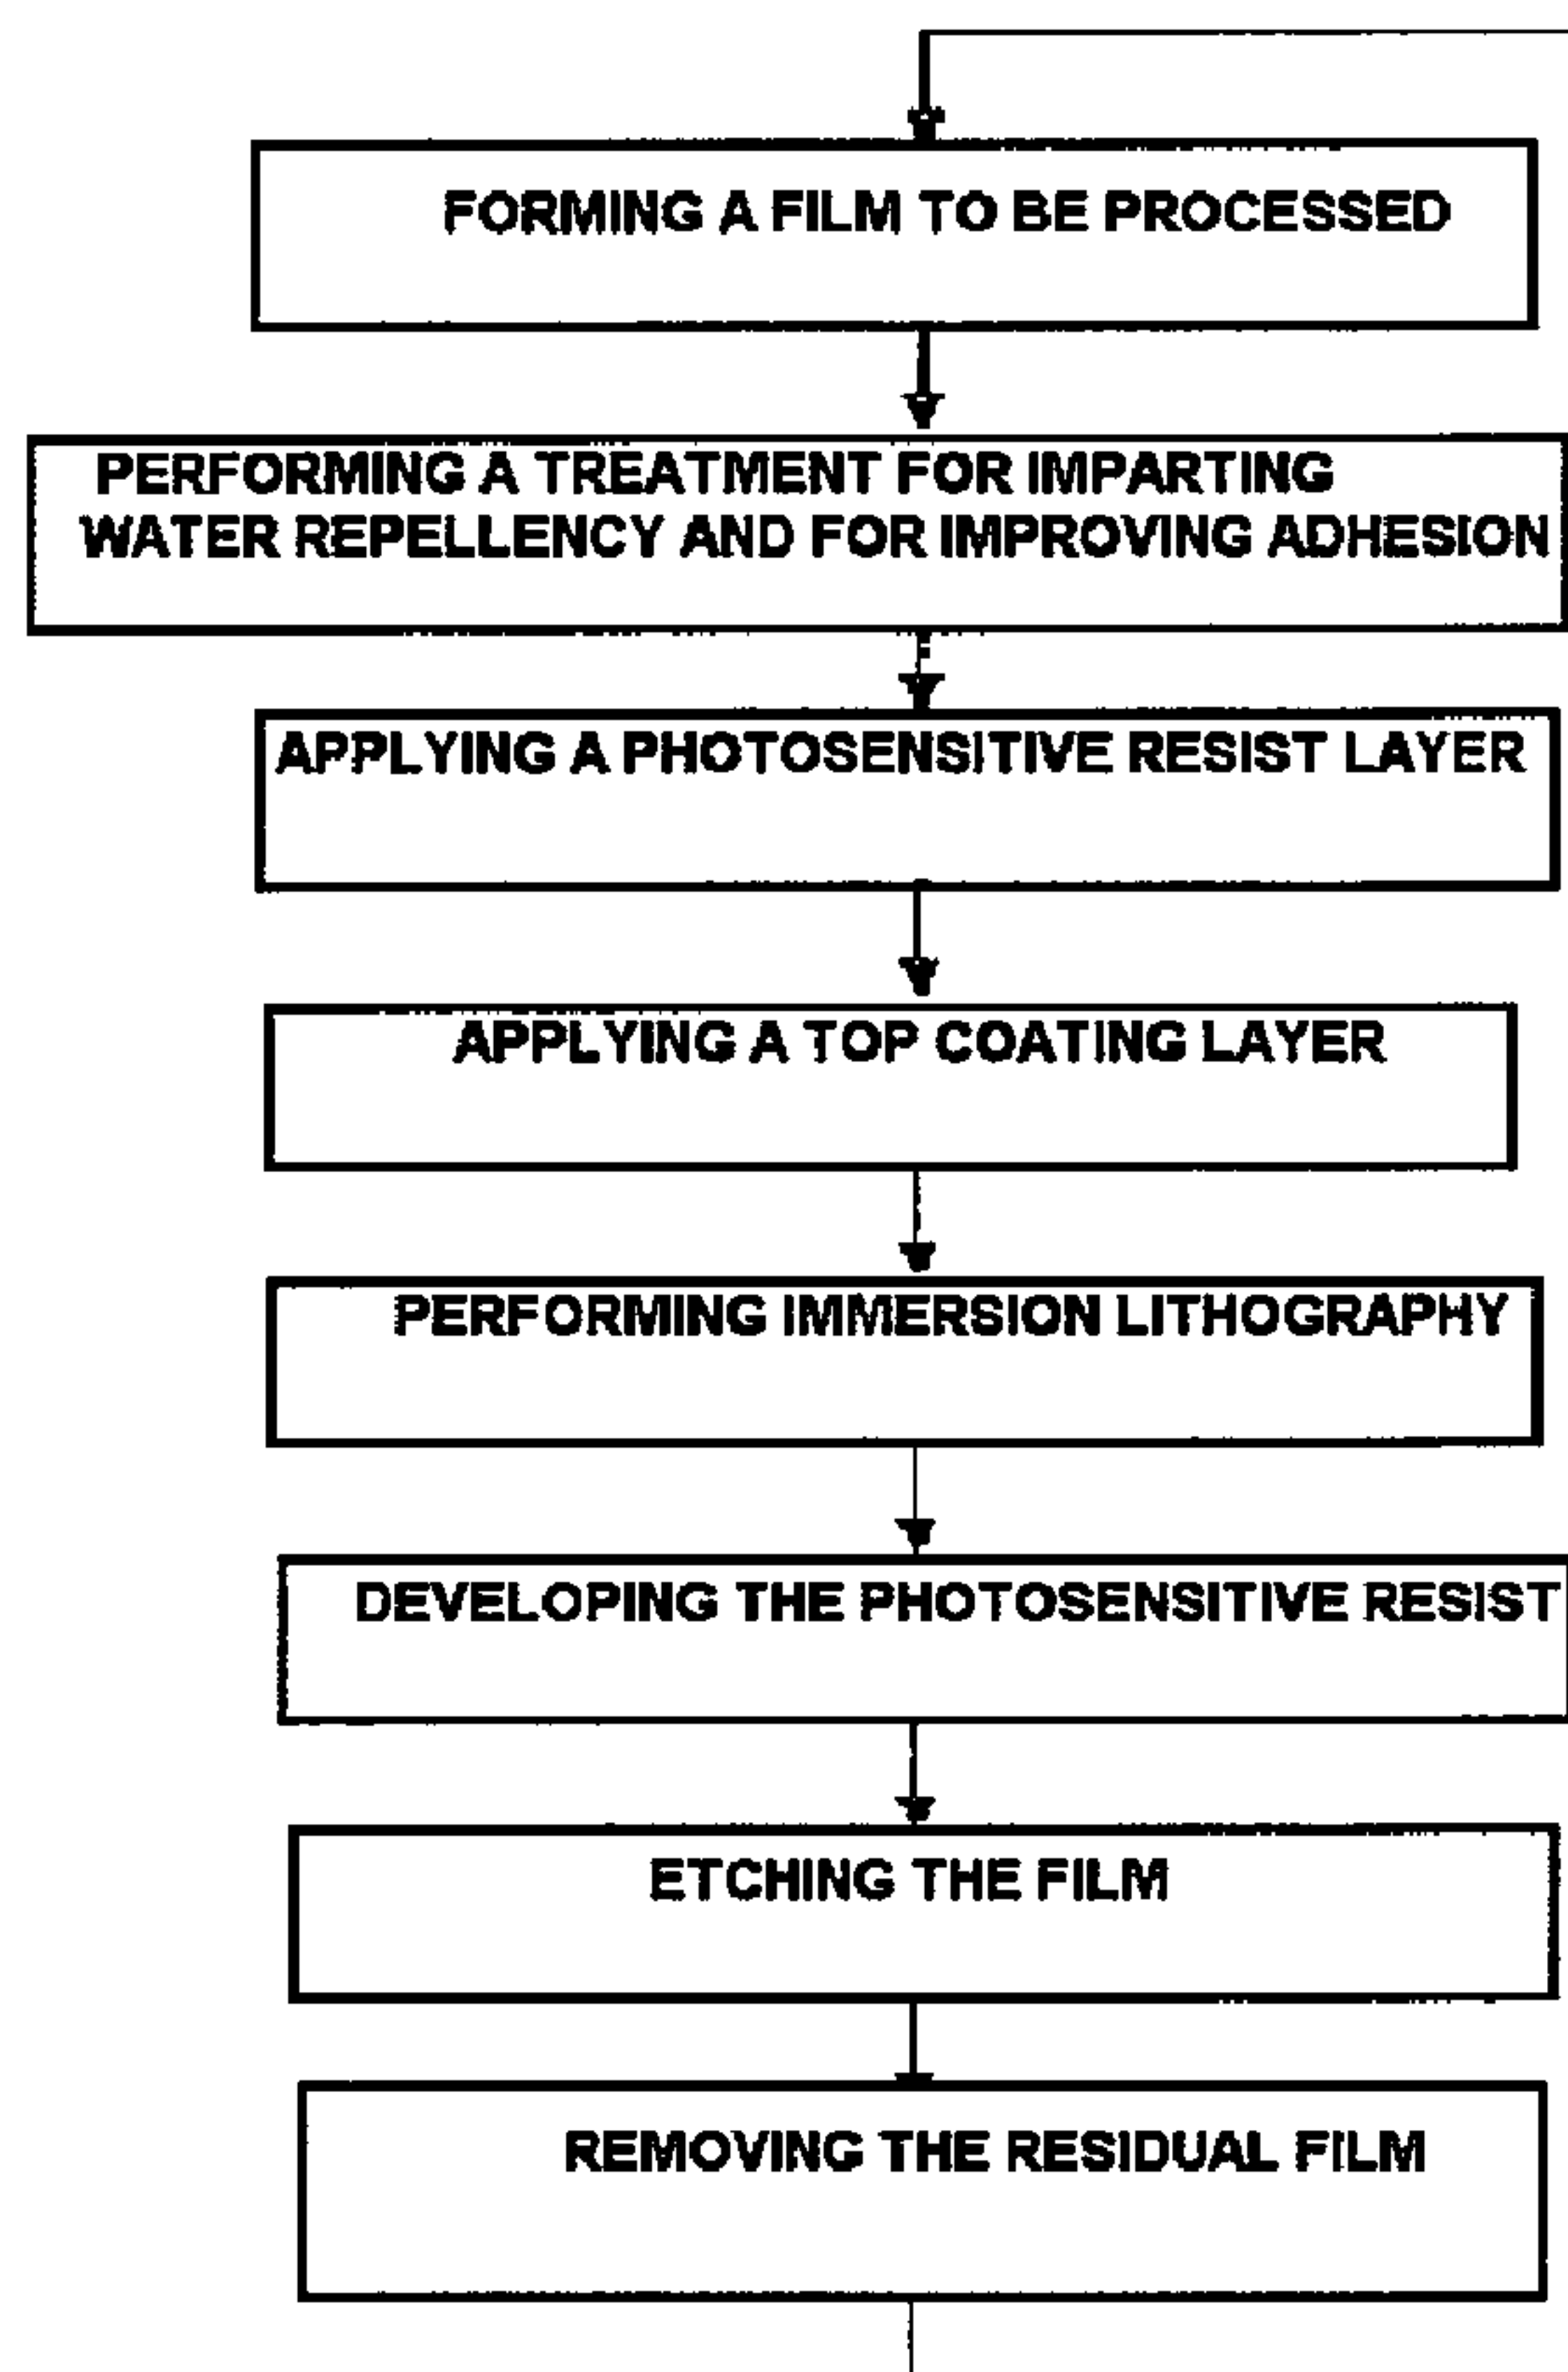 FORMING A FILM TO BE PROCESSED
PERFORMING A TREATMENT FOR IMPARTING
WATER REPELLENCY AND FOR IMPROVING ADHESION
APPLYING A PHOTOSENSITIVE RESIST LAYER
APPLYING A TOP COATING LAYER
PERFORMING IMMERSION LITHOGRAPHY
DEVELOPING THE PHOTOSENSITIVE RESIST
ETCHING THE FILM
REMOVING THE RESIDUAL FILM